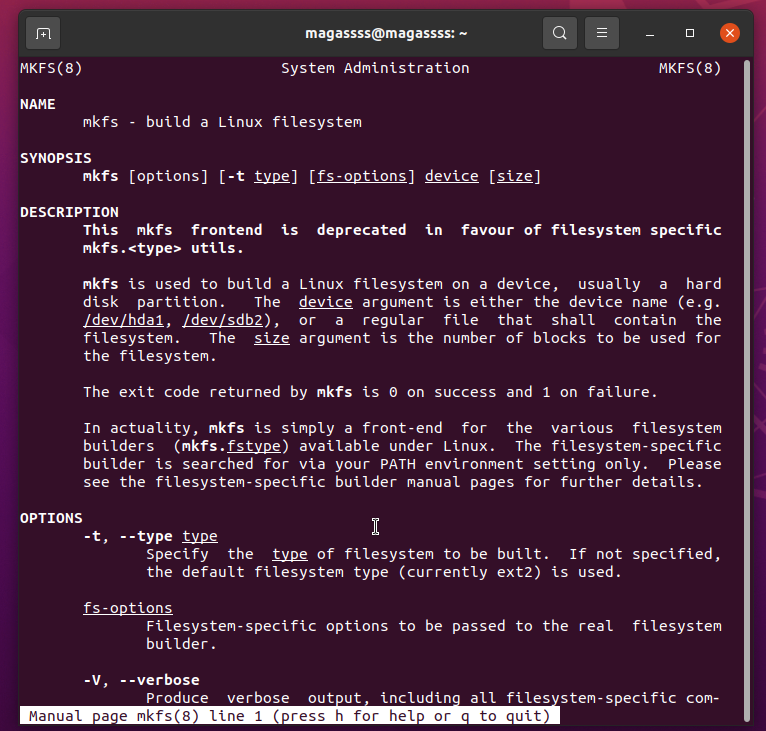 magassss@magassss: ~
MKFS(8) System Administration MKFS(8)
NAME
mkfs - build a Linux filesystem
SYNOPSIS
mkfs [options] [-t type] [fs-options] device [size]
DESCRIPTION
This mkfs frontend is deprecated in favour of filesystem specific
mkfs.<type> utils.
mkfs is used to build a Linux filesystem on a device, usually a hard
disk partition. The device argument is either the device name (e.g.
/dev/hda1, /dev/sdb2), or a regular file that shall contain the
filesystem. The size argument is the number of blocks to be used for
the filesystem.
The exit code returned by mkfs is 0 on success and 1 on failure.
In actuality, mkfs is simply a front-end for the various filesystem
builders (mkfs.fstype) available under Linux. The filesystem-specific
builder is searched for via your PATH environment setting only. Please
see the filesystem-specific builder manual pages for further details.
OPTIONS
-t, --type type
Specify the type of filesystem to be built. If not specified,
the default filesystem type (currently ext2) is used.
fs-options
Filesystem-specific options to be passed to the real filesystem
builder.
-V, --verbose
Produce verbose output, including all filesystem-specific com-
Manual page mkfs(8) line 1 (press h for help or q to quit)